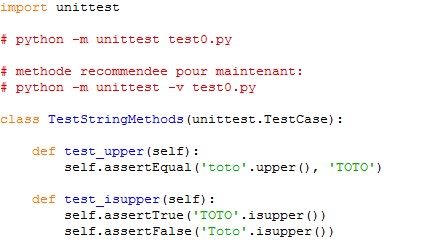 import unittest
# python -m unittest test0.py
# methode recommendee pour maintenant:
# python -m unittest -v test0.py
class TestStringMethods(unittest.TestCase):
def test_upper(self):
self.assertEqual('toto'.upper(), 'TOTO')
def test_isupper(self):
self.assertTrue('TOTO'.isupper())
self.assertFalse('Toto'.isupper())